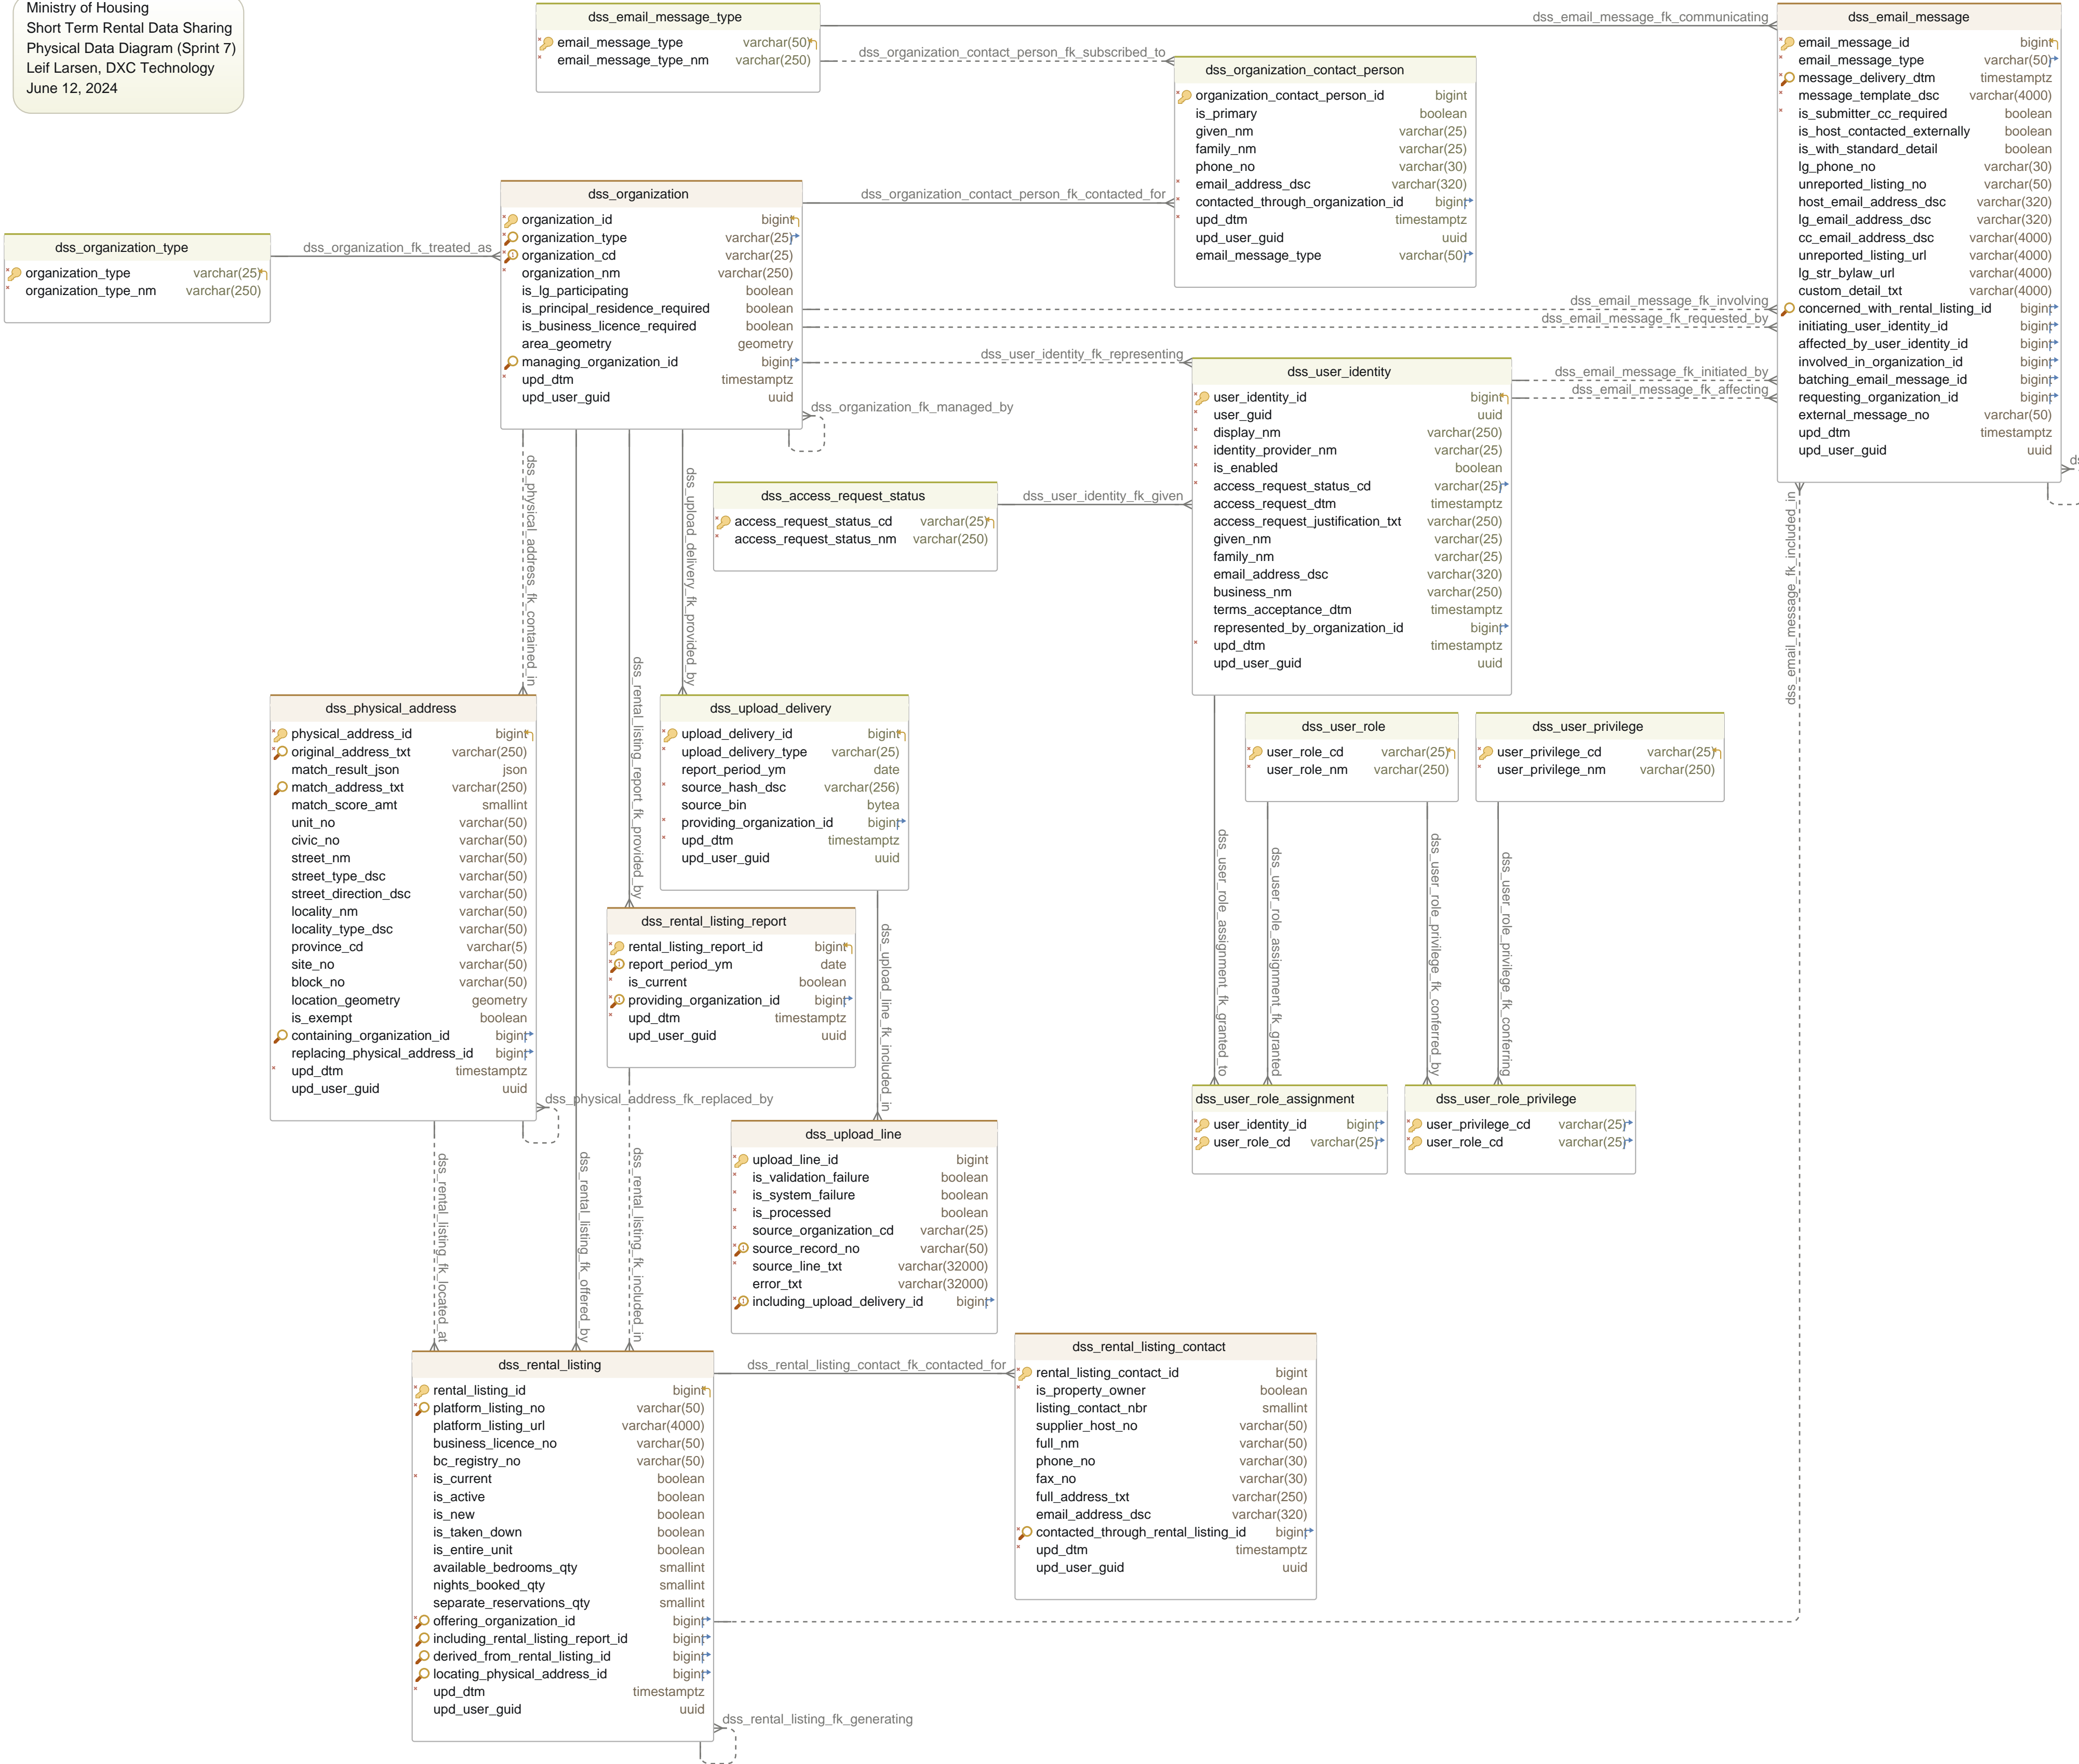 Ministry of Housing
Short Term Rental Data Sharing
Physical Data Diagram (Sprint 7)
Leif Larsen, DXC Technology
June 12, 2024
dss_email_message_type
email_message_type varchar(50)
email_message_type_nm varchar(250)
dss_email_message_fk_communicating
dss_organization_contact_person_fk_subscribed_to
dss_organization_contact_person
organization_contact_person_id bigint
is_primary boolean
given_nm varchar(25)
family_nm varchar(25)
phone_no varchar(30)
email_address_dsc varchar(320)
contacted_through_organization_id bigint
upd_dtm timestamptz
upd_user_guid uuid
email_message_type varchar(50)
dss_email_message
email_message_id bigint
email_message_type varchar(50)
message_delivery_dtm timestamptz
message_template_dsc varchar(4000)
is_submitter_cc_required boolean
is_host_contacted_externally boolean
is_with_standard_detail boolean
lg_phone_no varchar(30)
unreported_listing_no varchar(50)
host_email_address_dsc varchar(320)
lg_email_address_dsc varchar(320)
cc_email_address_dsc varchar(4000)
unreported_listing_url varchar(4000)
lg_str_bylaw_url varchar(4000)
custom_detail_txt varchar(4000)
concerned_with_rental_listing_id bigint
initiating_user_identity_id bigint
affected_by_user_identity_id bigint
involved_in_organization_id bigint
batching_email_message_id bigint
requesting_organization_id bigint
external_message_no varchar(50)
upd_dtm timestamptz
upd_user_guid uuid
dss_organization
organization_id bigint
organization_type varchar(25)
organization_cd varchar(25)
organization_nm varchar(250)
is_lg_participating boolean
is_principal_residence_required boolean
is_business_licence_required boolean
area_geometry geometry
managing_organization_id bigint
upd_dtm timestamptz
upd_user_guid uuid
dss_organization_contact_person_fk_contacted_for
dss_organization_type
organization_type varchar(25)
organization_type_nm varchar(250)
dss_organization_fk_treated_as
dss_email_message_fk_involving
dss_email_message_fk_requested_by
dss_user_identity_fk_representing
dss_email_message_fk_initiated_by
dss_email_message_fk_affecting
dss_organization_fk_managed_by
dss_user_identity
user_identity_id bigint
user_guid uuid
display_nm varchar(250)
identity_provider_nm varchar(25)
is_enabled boolean
access_request_status_cd varchar(25)
access_request_dtm timestamptz
access_request_justification_txt varchar(250)
given_nm varchar(25)
family_nm varchar(25)
email_address_dsc varchar(320)
business_nm varchar(250)
terms_acceptance_dtm timestamptz
represented_by_organization_id bigint
upd_dtm timestamptz
upd_user_guid uuid
dss_access_request_status
access_request_status_cd varchar(25)
access_request_status_nm varchar(250)
dss_user_identity_fk_given
dss_physical_address_fk_contained_in
dss_upload_delivery_fk_provided_by
dss_rental_listing_report_fk_provided_by
dss_email_message_fk_included_in
dss_physical_address
physical_address_id bigint
original_address_txt varchar(250)
match_result_json json
match_address_txt varchar(250)
match_score_amt smallint
unit_no varchar(50)
civic_no varchar(50)
street_nm varchar(50)
street_type_dsc varchar(50)
street_direction_dsc varchar(50)
locality_nm varchar(50)
locality_type_dsc varchar(50)
province_cd varchar(5)
site_no varchar(50)
block_no varchar(50)
location_geometry geometry
is_exempt boolean
containing_organization_id bigint
replacing_physical_address_id bigint
upd_dtm timestamptz
upd_user_guid uuid
dss_physical_address_fk_replaced_by
dss_upload_delivery
upload_delivery_id bigint
upload_delivery_type varchar(25)
report_period_ym date
source_hash_dsc varchar(256)
source_bin bytea
providing_organization_id bigint
upd_dtm timestamptz
upd_user_guid uuid
dss_user_role
user_role_cd varchar(25)
user_role_nm varchar(250)
dss_user_privilege
user_privilege_cd varchar(25)
user_privilege_nm varchar(250)
dss_rental_listing_report
rental_listing_report_id bigint
report_period_ym date
is_current boolean
providing_organization_id bigint
upd_dtm timestamptz
upd_user_guid uuid
dss_upload_line_fk_included_in
dss_user_role_assignment_fk_granted_to
dss_user_role_assignment_fk_granted
dss_user_role_privilege_fk_conferred_by
dss_user_role_privilege_fk_conferring
dss_user_role_assignment
user_identity_id bigint
user_role_cd varchar(25)
dss_user_role_privilege
user_privilege_cd varchar(25)
user_role_cd varchar(25)
dss_upload_line
upload_line_id bigint
is_validation_failure boolean
is_system_failure boolean
is_processed boolean
source_organization_cd varchar(25)
source_record_no varchar(50)
source_line_txt varchar(32000)
error_txt varchar(32000)
including_upload_delivery_id bigint
dss_rental_listing_fk_located_at
dss_rental_listing_fk_offered_by
dss_rental_listing_fk_included_in
dss_rental_listing
rental_listing_id bigint
platform_listing_no varchar(50)
platform_listing_url varchar(4000)
business_licence_no varchar(50)
bc_registry_no varchar(50)
is_current boolean
is_active boolean
is_new boolean
is_taken_down boolean
is_entire_unit boolean
available_bedrooms_qty smallint
nights_booked_qty smallint
separate_reservations_qty smallint
offering_organization_id bigint
including_rental_listing_report_id bigint
derived_from_rental_listing_id bigint
locating_physical_address_id bigint
upd_dtm timestamptz
upd_user_guid uuid
dss_rental_listing_contact_fk_contacted_for
dss_rental_listing_contact
rental_listing_contact_id bigint
is_property_owner boolean
listing_contact_nbr smallint
supplier_host_no varchar(50)
full_nm varchar(50)
phone_no varchar(30)
fax_no varchar(30)
full_address_txt varchar(250)
email_address_dsc varchar(320)
contacted_through_rental_listing_id bigint
upd_dtm timestamptz
upd_user_guid uuid
dss_rental_listing_fk_generating